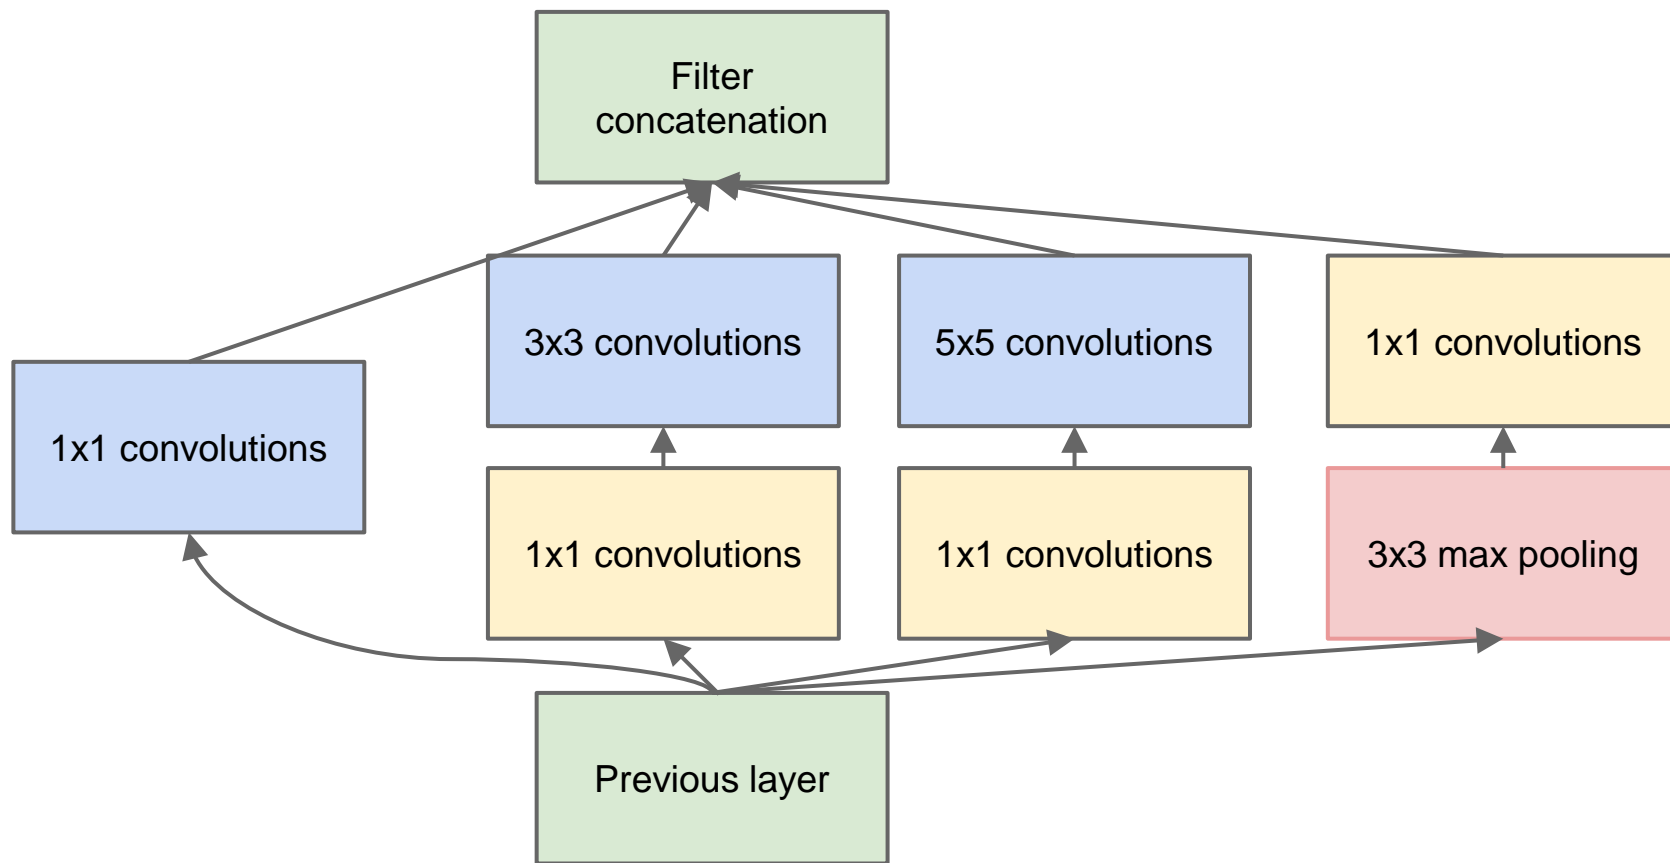 Filter
concatenation
3x3 convolutions
5x5 convolutions
1x1 convolutions
1x1 convolutions
1x1 convolutions
1x1 convolutions
3x3 max pooling
Previous layer